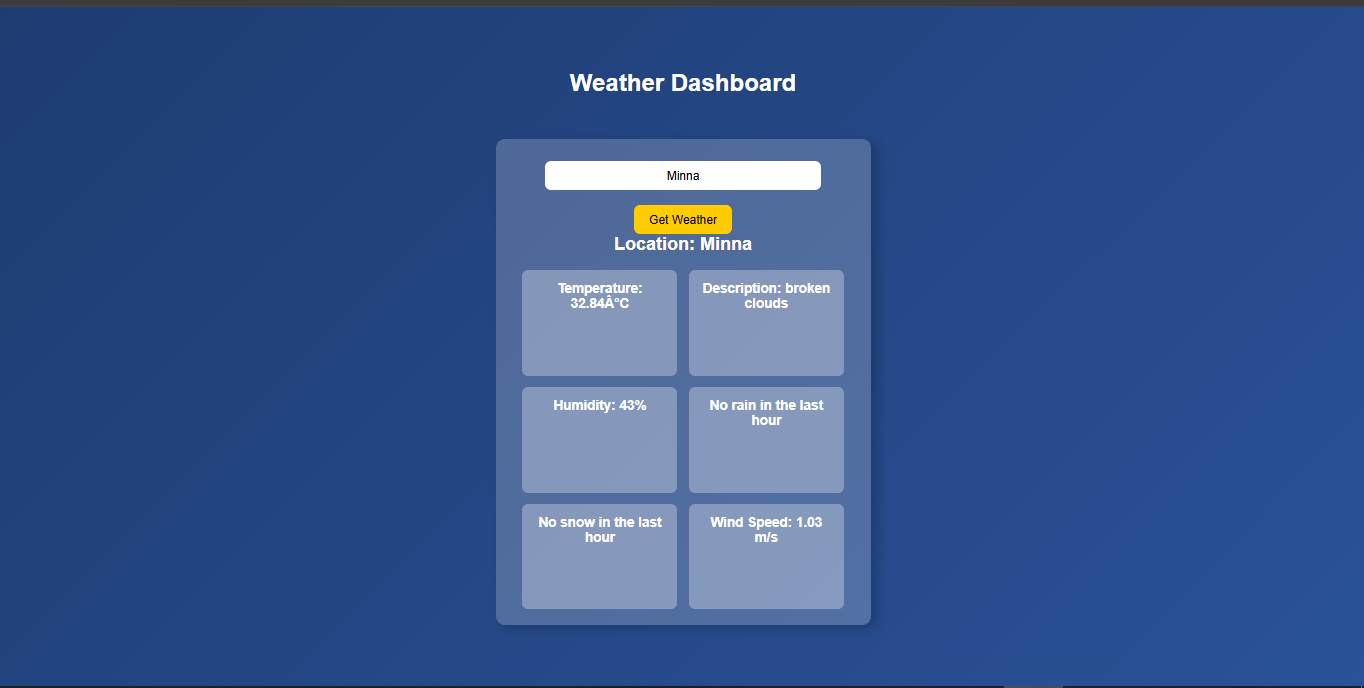 Weather Dashboard
Minna
Get Weather
Location: Minna
Temperature:
32.84Â°C
Description: broken
clouds
Humidity: 43%
No rain in the last
hour
No snow in the last
hour
Wind Speed: 1.03
m/s